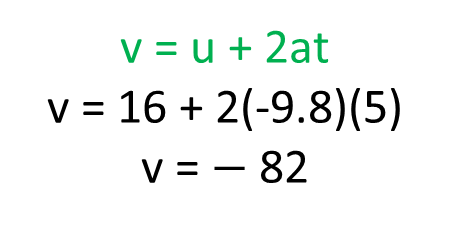 v = u + 2at
v = 16 + 2(-9.8)(5)
v = − 82